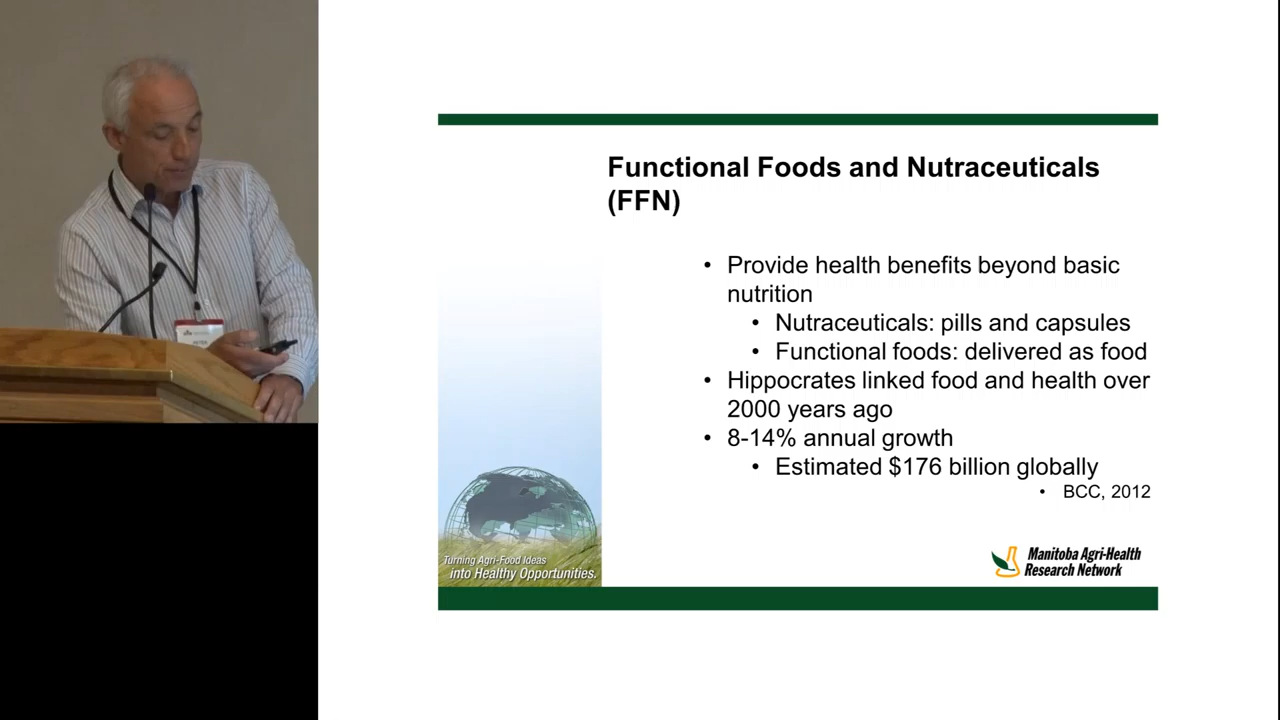 Functional Foods and Nutraceuticals
(FFN)
• Provide health benefits beyond basic
nutrition
• Nutraceuticals: pills and capsules
• Functional foods: delivered as food
• Hippocrates linked food and health over
2000 years ago
• 8-14% annual growth
• Estimated $176 billion globally
• BCC, 2012
Turning Agri-Food Ideas
into Healthy Opportunities.
Manitoba Agri-Health
Research Network